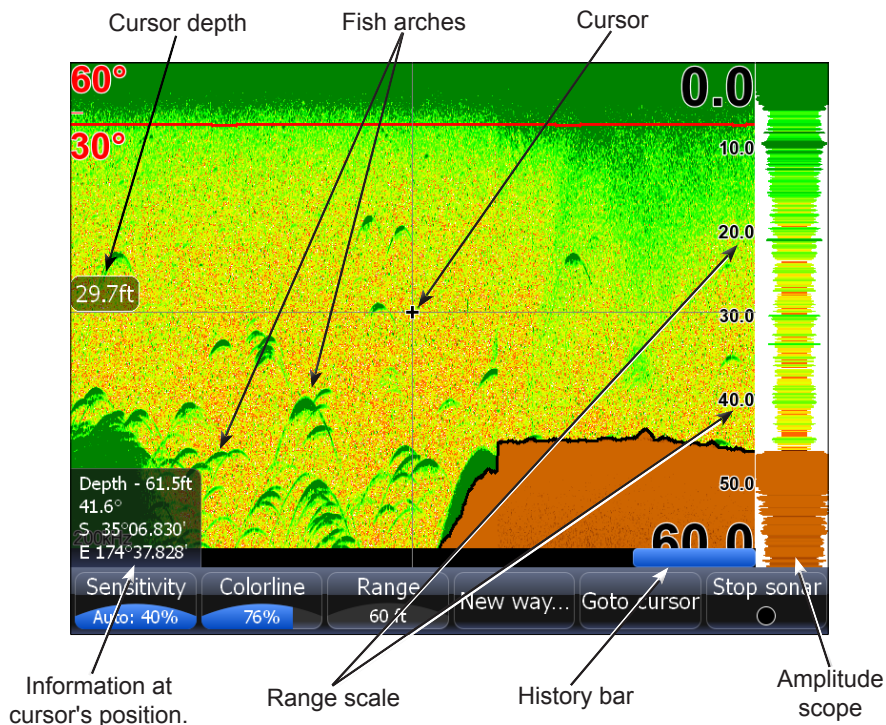 Cursor depth
Fish arches
Cursor
60°
0.0
30°
10.0
20.0
29.7ft
30.0
40.0
Depth - 61.5ft
41.6°
S  35°06.830'
E 174°37.828'
200kHz
50.0
60.0
Sensitivity
Auto: 40%
Colorline
76%
Range
60 ft
New way...
Goto cursor
Stop sonar
Information at
cursor's position.
Range scale
History bar
Amplitude
scope